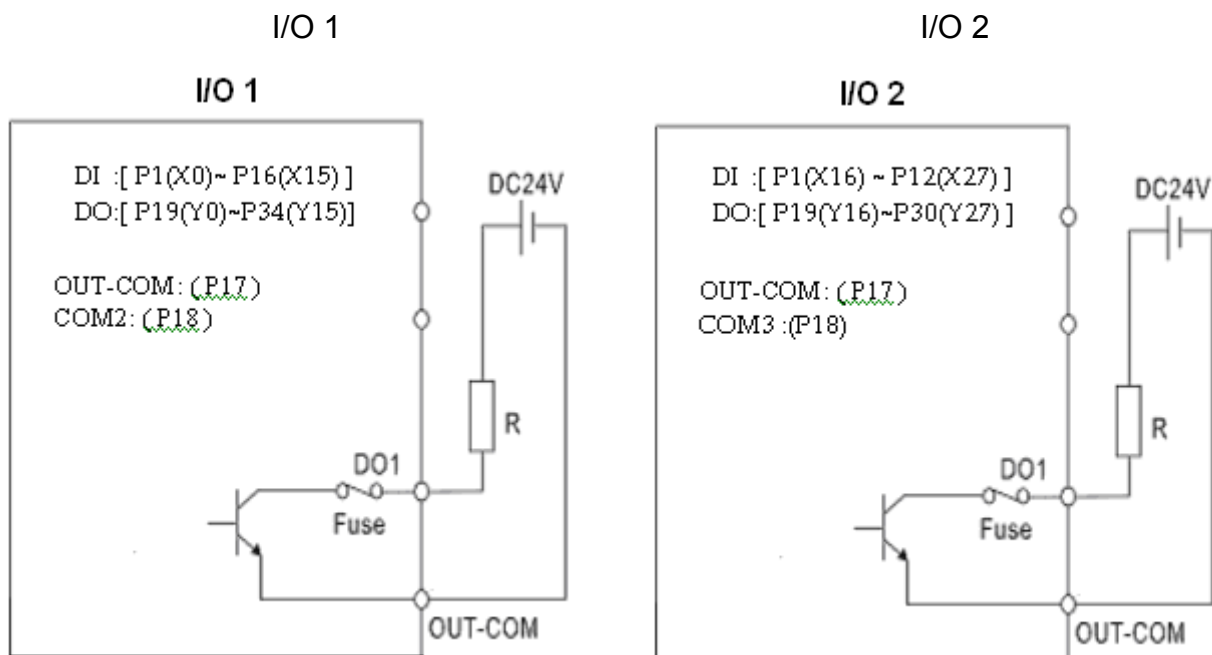 I/O 1
I/O 1
DI :[ P1(X0)~ P16(X15) ]
DO:[ P19(Y0)~P34(Y15)]
OUT-COM: (P17)
COM2: (P18)
DC24V
R
DO1
Fuse
OUT-COM
I/O 2
I/O 2
DI :[ P1(X16) ~ P12(X27) ]
DO:[ P19(Y16)~P30(Y27) ]
OUT-COM: (P17)
COM3 :(P18)
DC24V
R
DO1
Fuse
OUT-COM